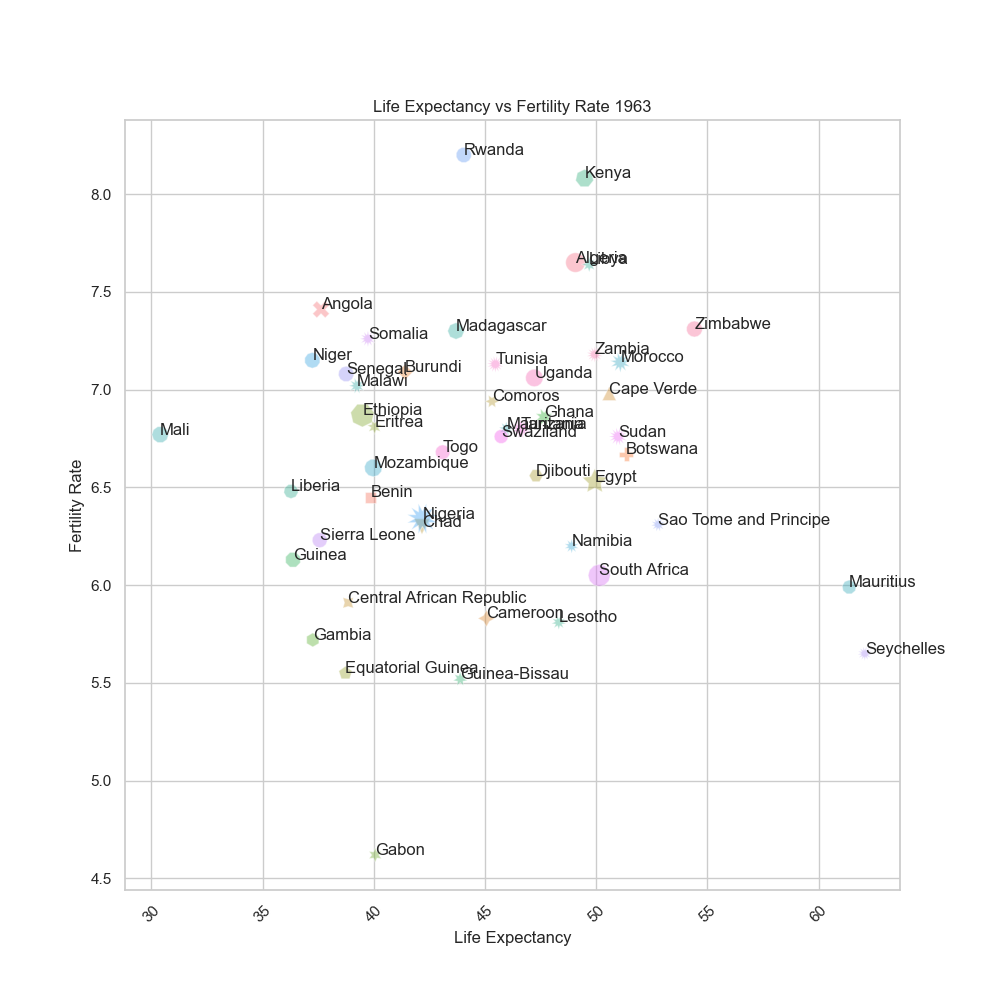 Life Expectancy vs Fertility Rate 1963
Rwanda
Kenya
8.0
Algeria
Libya
7.5
Angola
Zimbabwe
Madagascar
Somalia
Zambia
Niger
Morocco
Tunisia
Burundi
Senegal
Uganda
Malawi
7.0
Cape Verde
Comoros
Ethiopia
Ghana
Eritrea
Mauritania
Tanzania
Mali
Swaziland
Sudan
Togo
Botswana
Mozambique
Djibouti
Egypt
6.5
Liberia
Benin
Nigeria
Chad
Sao Tome and Principe
Sierra Leone
Namibia
Guinea
South Africa
6.0
Mauritius
Central African Republic
Cameroon
Lesotho
Gambia
Seychelles
Equatorial Guinea
Guinea-Bissau
5.5
5.0
Gabon
4.5
Fertility Rate
30 35 40 45 50 55 60
Life Expectancy